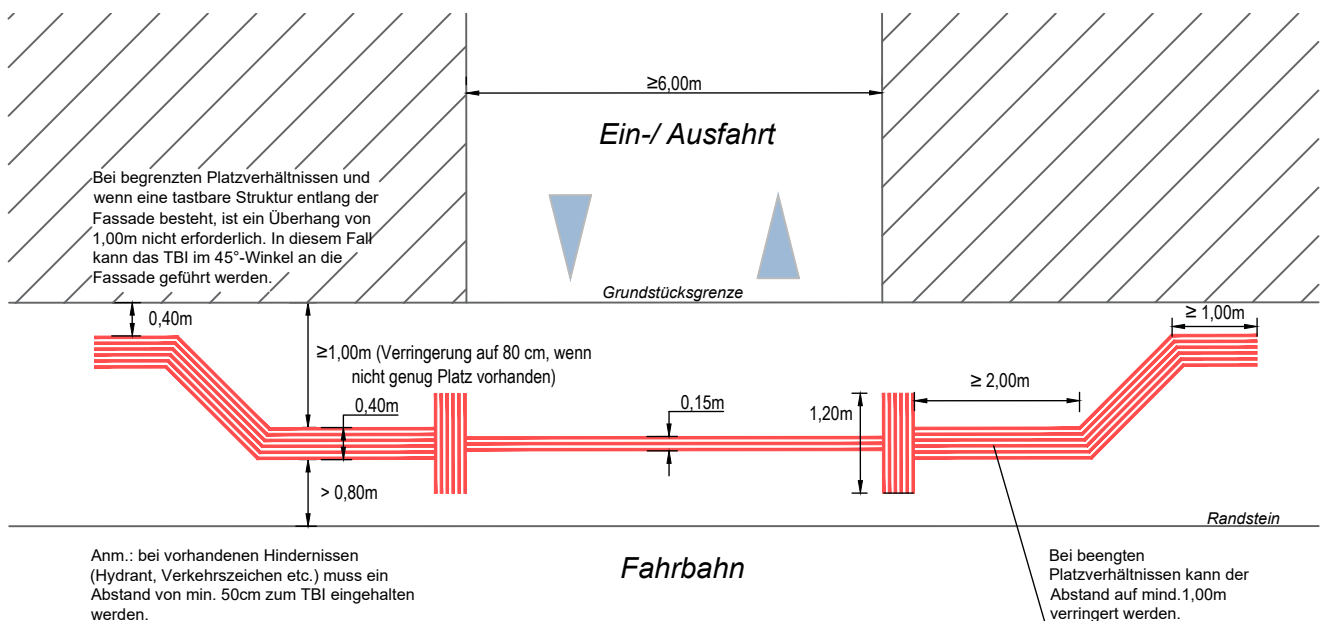 ≥6,00m
Ein-/ Ausfahrt
Bei begrenzten Platzverhältnissen und
wenn eine tastbare Struktur entlang der
Fassade besteht, ist ein Überhang von
1,00m nicht erforderlich. In diesem Fall
kann das TBI im 45°-Winkel an die
Fassade geführt werden.
Grundstücksgrenze
0,40m
≥ 1,00m
≥1,00m (Verringerung auf 80 cm, wenn
nicht genug Platz vorhanden)
≥ 2,00m
0,40m
0,15m
1,20m
> 0,80m
Randstein
Anm.: bei vorhandenen Hindernissen
(Hydrant, Verkehrszeichen etc.) muss ein
Abstand von min. 50cm zum TBI eingehalten
werden.
Fahrbahn
Bei beengten
Platzverhältnissen kann der
Abstand auf mind.1,00m
verringert werden.